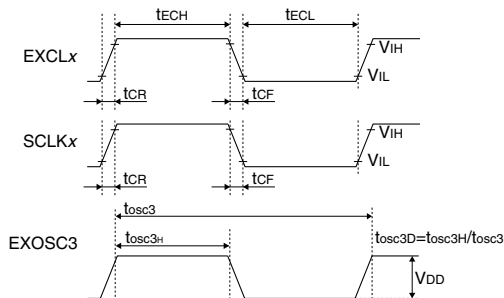 tECH tECL
EXCLx
VIH
VIL
tCR tCF
SCLKx
VIH
VIL
tCR tCF
tosc3
EXOSC3
tosc3H
tosc3D=tosc3H/tosc3
VDD